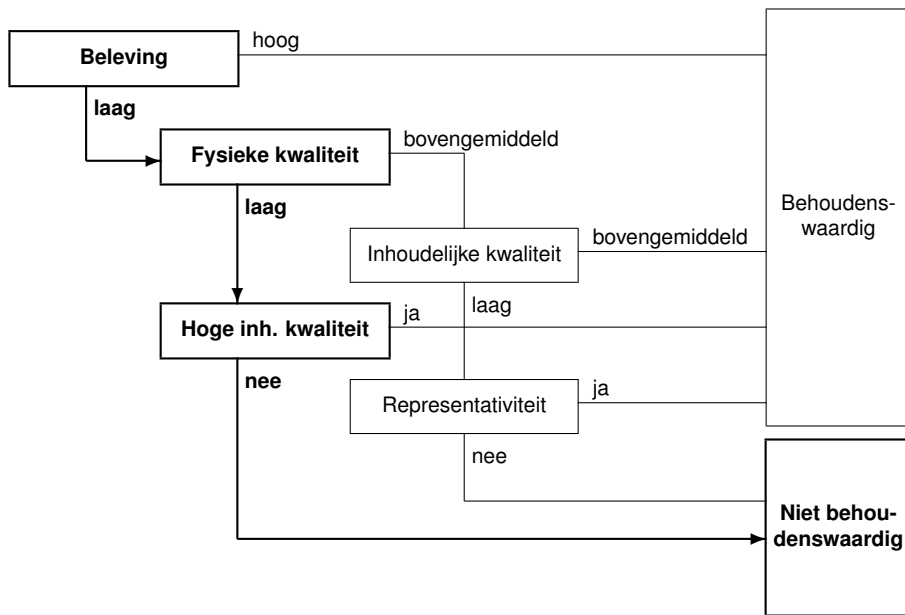 hoog
Beleving
laag
bovengemiddeld
Fysieke kwaliteit
laag
Behoudens-
waardig
bovengemiddeld
Inhoudelijke kwaliteit
laag
ja
Hoge inh. kwaliteit
nee
ja
Representativiteit
nee
Niet behou-
denswaardig